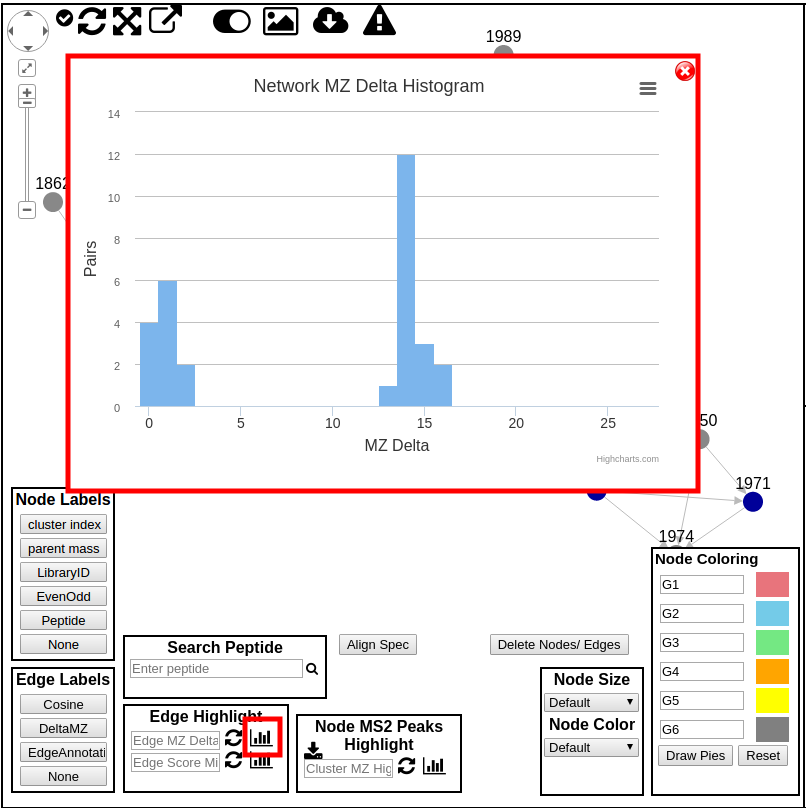 1989
1862
Network MZ Delta Histogram
14
12
10
8
6
4
2
0
Pairs
0
5
10
15
20
25
MZ Delta
Highcharts.com
50
1971
1974
Node Labels
cluster index
parent mass
LibraryID
EvenOdd
Peptide
None
Edge Labels
Cosine
DeltaMZ
EdgeAnnotati
None
Search Peptide
Enter peptide
Align Spec
Delete Nodes/ Edges
Edge Highlight
Edge MZ Delta
Edge Score Mi
Node MS2 Peaks
Highlight
Cluster MZ Hig
Node Size
Default
Node Color
Default
Node Coloring
G1
G2
G3
G4
G5
G6
Draw Pies
Reset